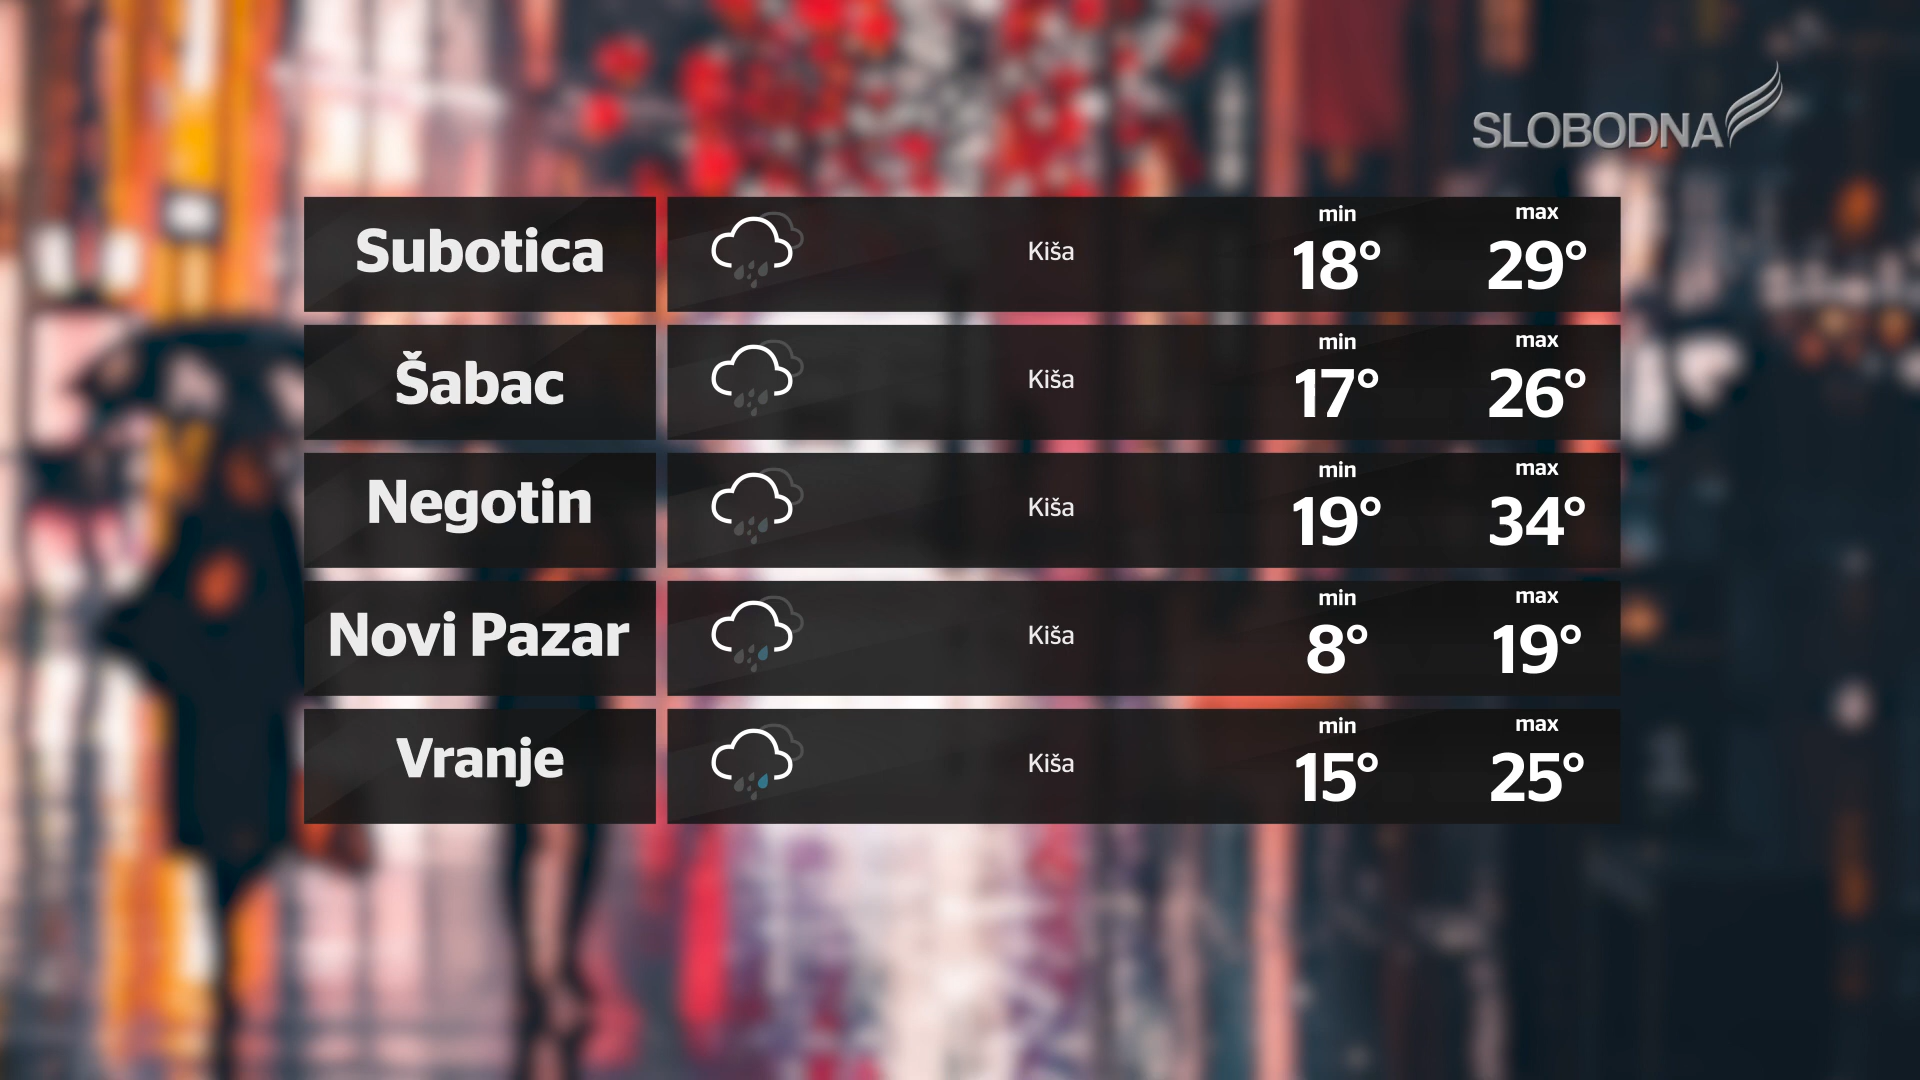 SLOBODNA
Subotica
Kiša
min
18°
max
29°
Šabac
Kiša
min
17°
max
26°
Negotin
Kiša
min
19°
max
34°
Novi Pazar
Kiša
min
8°
max
19°
Vranje
Kiša
min
15°
max
25°